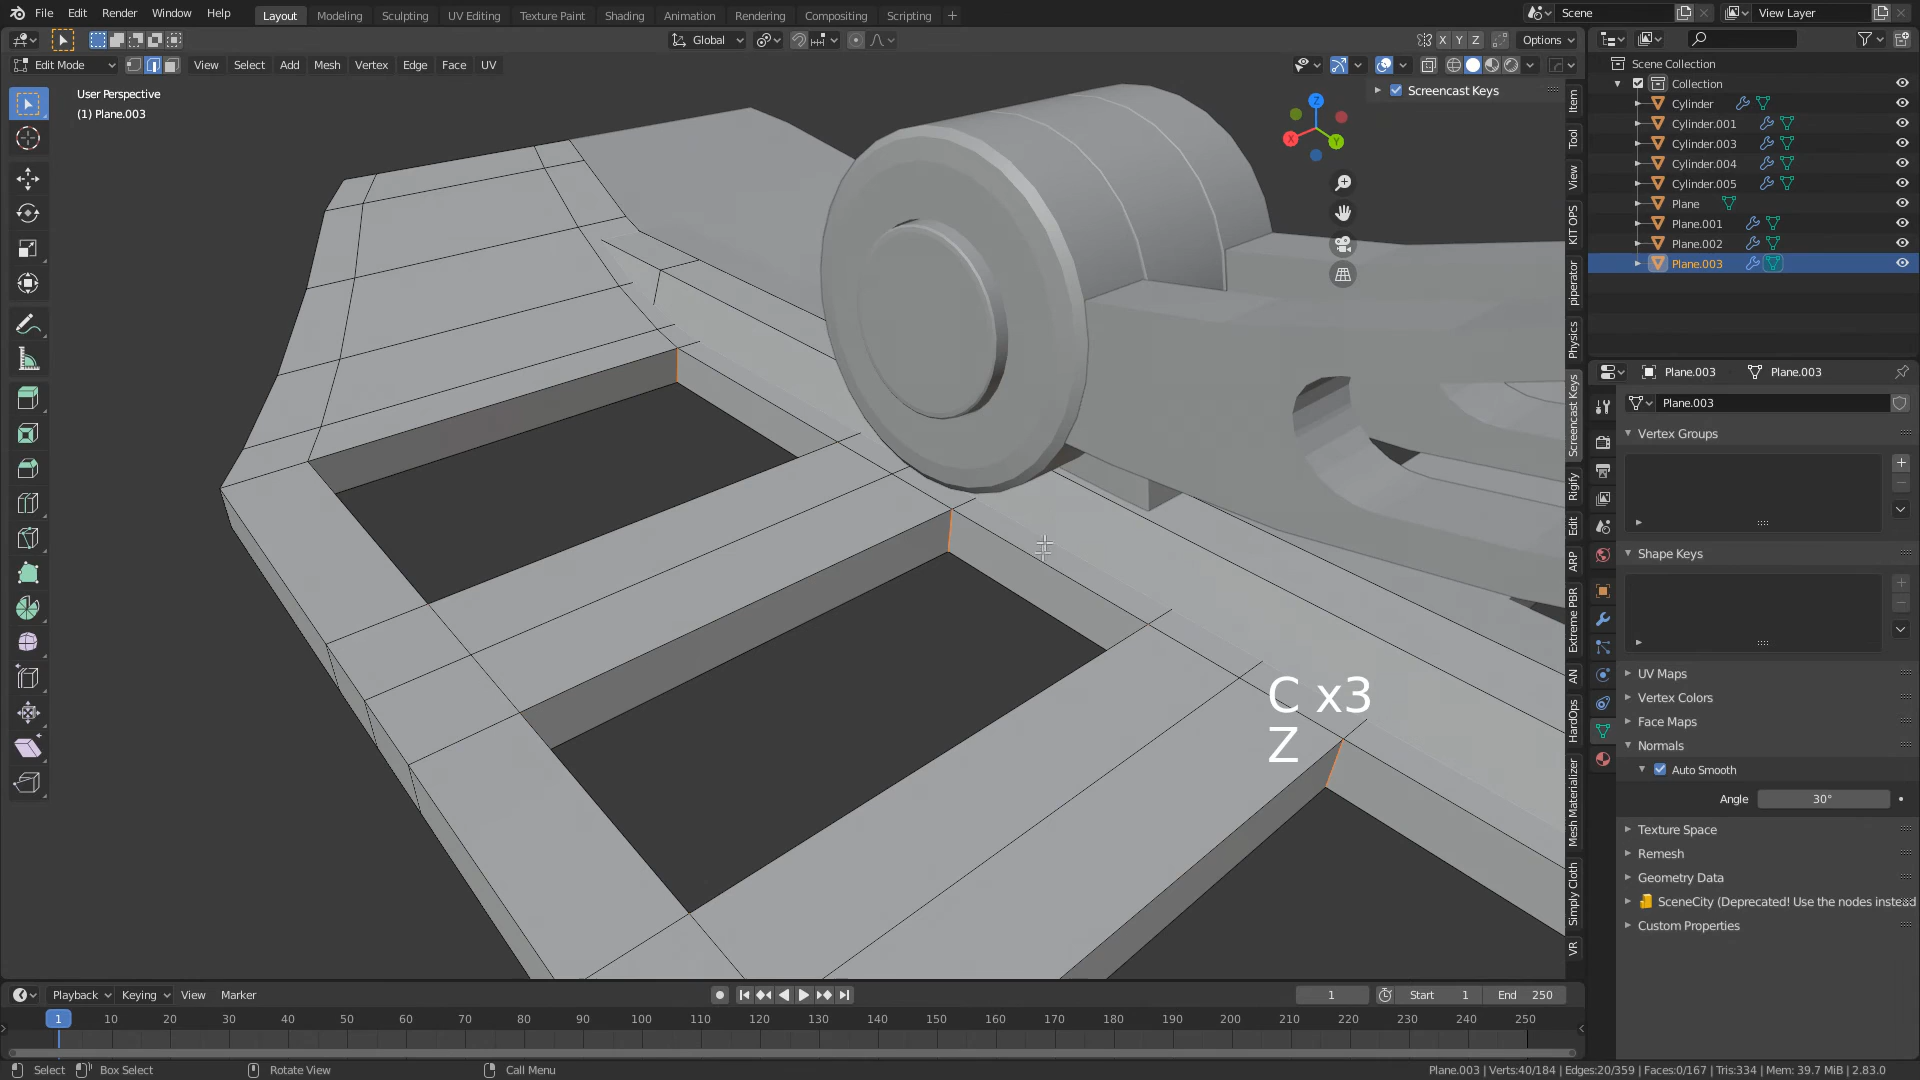 File Edit Render Window Help
Layout Modeling Sculpting UV Editing Texture Paint Shading Animation Rendering Compositing Scripting +
Scene
View Layer
Global
X Y Z
Options
Edit Mode
View Select Add Mesh Vertex Edge Face UV
User Perspective
(1) Plane.003
Screencast Keys
Z
X
Y
Item
Tool
View
KIT OPS
piperator
Physics
Screencast Keys
Rigify
Edit
ARP
Extreme PBR
AN
HardOps
Mesh Materializer
Simply Cloth
VR
C x3
Z
Scene Collection
Collection
Cylinder
Cylinder.001
Cylinder.003
Cylinder.004
Cylinder.005
Plane
Plane.001
Plane.002
Plane.003
Plane.003 Plane.003
Plane.003
Vertex Groups
Shape Keys
UV Maps
Vertex Colors
Face Maps
Normals
Auto Smooth
Angle 30°
Texture Space
Remesh
Geometry Data
SceneCity (Deprecated! Use the nodes instead
Custom Properties
Playback Keying View Marker
1 Start 1 End 250
1 10 20 30 40 50 60 70 80 90 100 110 120 130 140 150 160 170 180 190 200 210 220 230 240 250
Select Box Select Rotate View Call Menu
Plane.003 | Verts:40/184 | Edges:20/359 | Faces:0/167 | Tris:334 | Mem: 39.7 MiB | 2.83.0